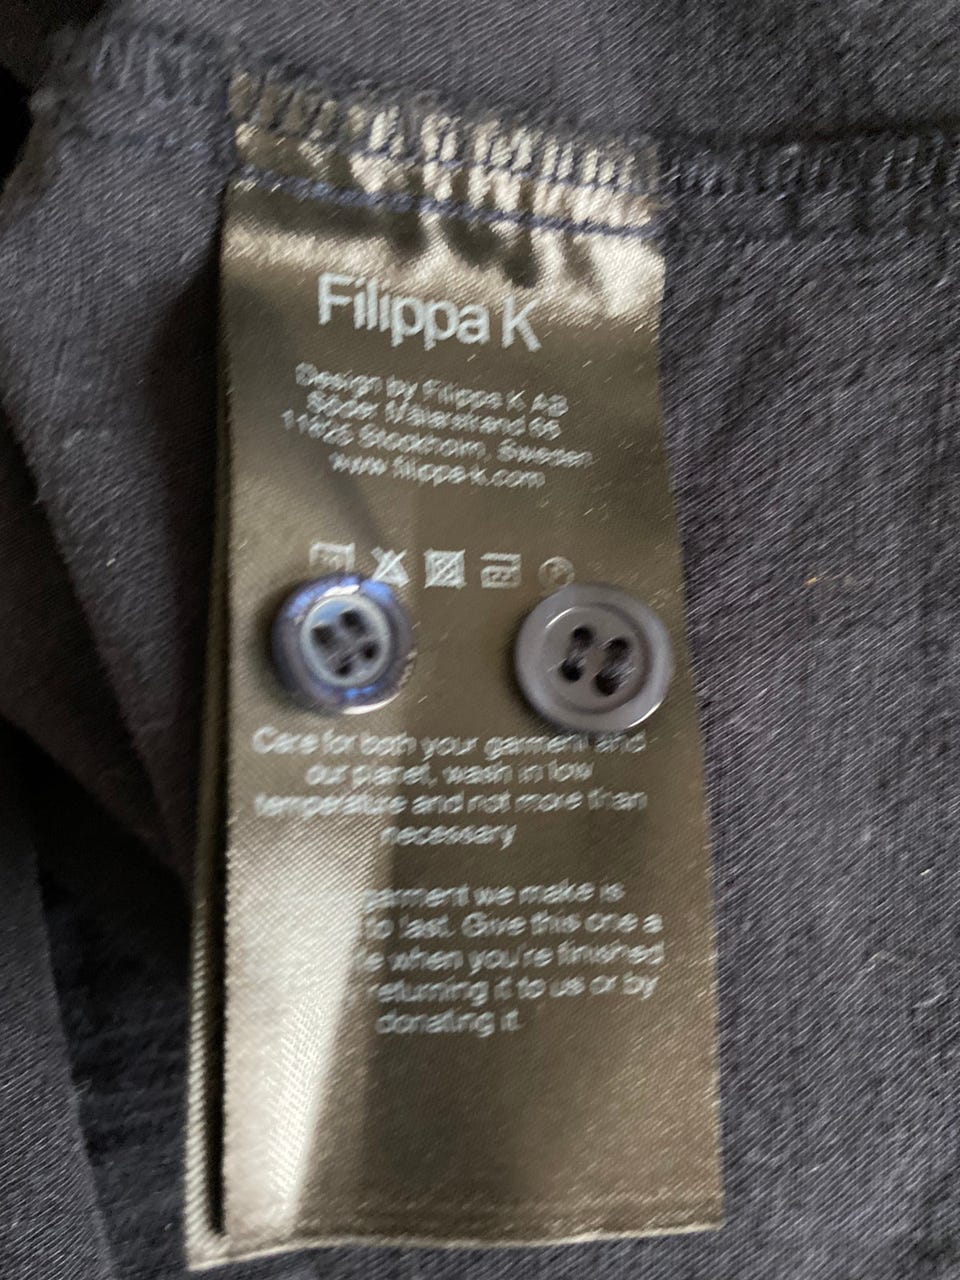 Filippa K
Design by Filippa K AB
Söder Mälarstrand 65
Stockholm, Sweden
www.filippa-k.com
Care for both your garment and
our planet, wash in low
temperature and not more than
necessary
garment we make is
to last. Give this one a
when you're finished
returning it to us or by
donating it.